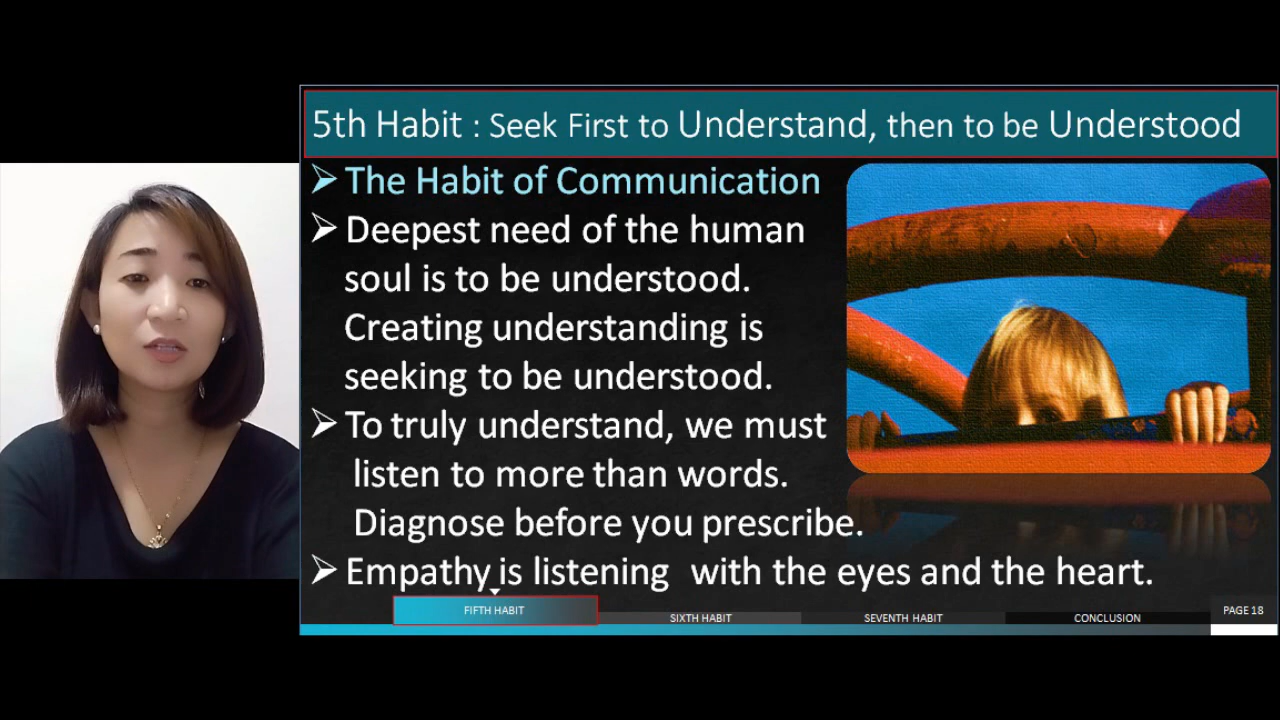 5th Habit : Seek First to Understand, then to be Understood
➢ The Habit of Communication
➢ Deepest need of the human
soul is to be understood.
Creating understanding is
seeking to be understood.
➢ To truly understand, we must
listen to more than words.
Diagnose before you prescribe.
➢ Empathy is listening with the eyes and the heart.
FIFTH HABIT
SIXTH HABIT
SEVENTH HABIT
CONCLUSION
PAGE 18